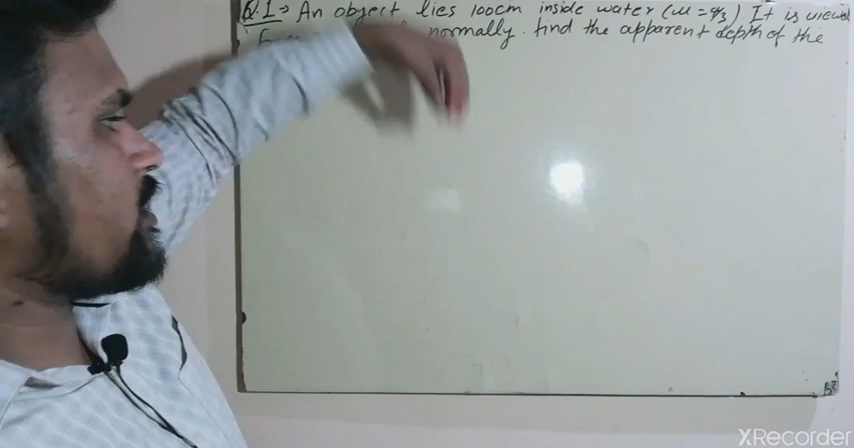 Q.1→ An object lies 100cm inside water (μ = 4/3) It is viewed
normally. find the apparent depth of the
XRecorder